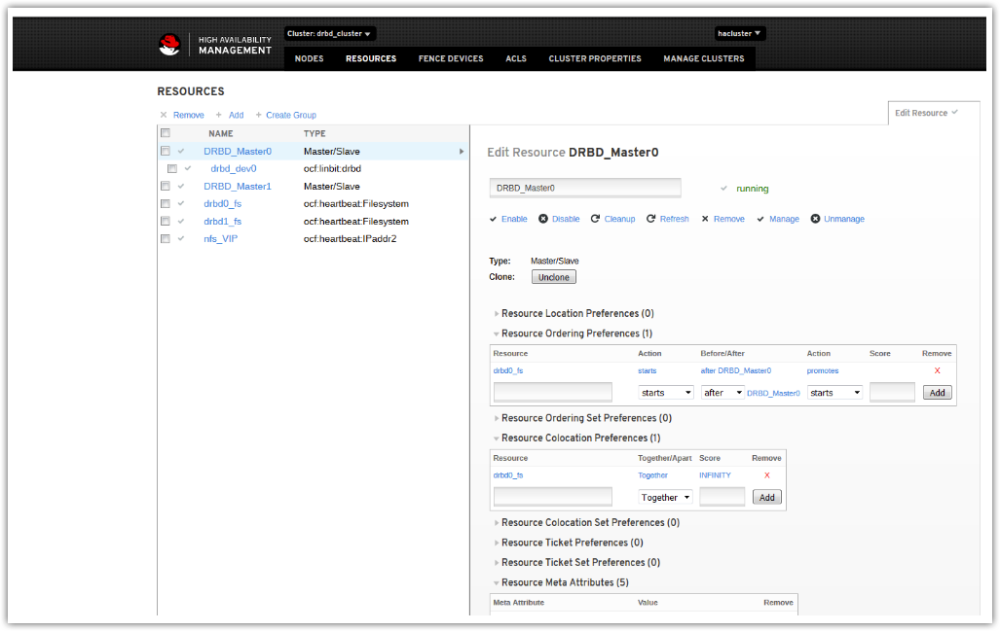 Cluster: drbd_cluster hacluster
HIGH AVAILABILITY
MANAGEMENT
NODES RESOURCES FENCE DEVICES ACLS CLUSTER PROPERTIES MANAGE CLUSTERS
RESOURCES
Remove Add Create Group
Edit Resource
NAME TYPE
DRBD_Master0 Master/Slave
drbd_dev0 ocf:linbit:drbd
DRBD_Master1 Master/Slave
drbd0_fs ocf:heartbeat:Filesystem
drbd1_fs ocf:heartbeat:Filesystem
nfs_VIP ocf:heartbeat:IPaddr2
Edit Resource DRBD_Master0
DRBD_Master0 running
Enable Disable Cleanup Refresh Remove Manage Unmanage
Type: Master/Slave
Clone: Unclone
Resource Location Preferences (0)
Resource Ordering Preferences (1)
Resource Action Before/After Action Score Remove
drbd0_fs starts after DRBD_Master0 promotes X
starts after DRBD_Master0 starts Add
Resource Ordering Set Preferences (0)
Resource Colocation Preferences (1)
Resource Together/Apart Score Remove
drbd0_fs Together INFINITY X
Together Add
Resource Colocation Set Preferences (0)
Resource Ticket Preferences (0)
Resource Ticket Set Preferences (0)
Resource Meta Attributes (5)
Meta Attribute Value Remove